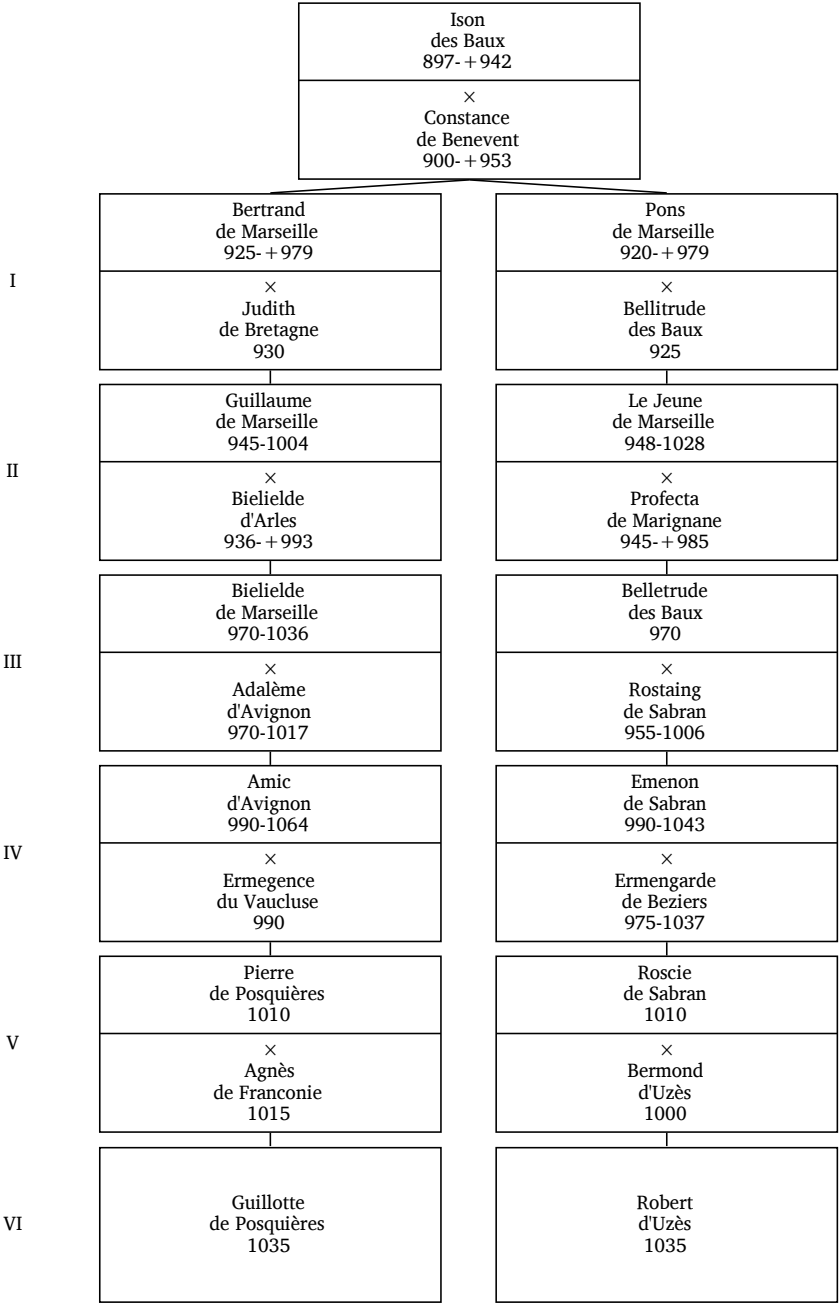 Ison
des Baux
897-+942
×
Constance
de Benevent
900-+953
I
Bertrand
de Marseille
925-+979
×
Judith
de Bretagne
930
Pons
de Marseille
920-+979
×
Bellitrude
des Baux
925
II
Guillaume
de Marseille
945-1004
×
Bielielde
d'Arles
936-+993
Le Jeune
de Marseille
948-1028
×
Profecta
de Marignane
945-+985
III
Bielielde
de Marseille
970-1036
×
Adalème
d'Avignon
970-1017
Belletrude
des Baux
970
×
Rostaing
de Sabran
955-1006
IV
Amic
d'Avignon
990-1064
×
Ermegence
du Vaucluse
990
Emenon
de Sabran
990-1043
×
Ermengarde
de Beziers
975-1037
V
Pierre
de Posquières
1010
×
Agnès
de Franconie
1015
Roscie
de Sabran
1010
×
Bermond
d'Uzès
1000
VI
Guillotte
de Posquières
1035
Robert
d'Uzès
1035